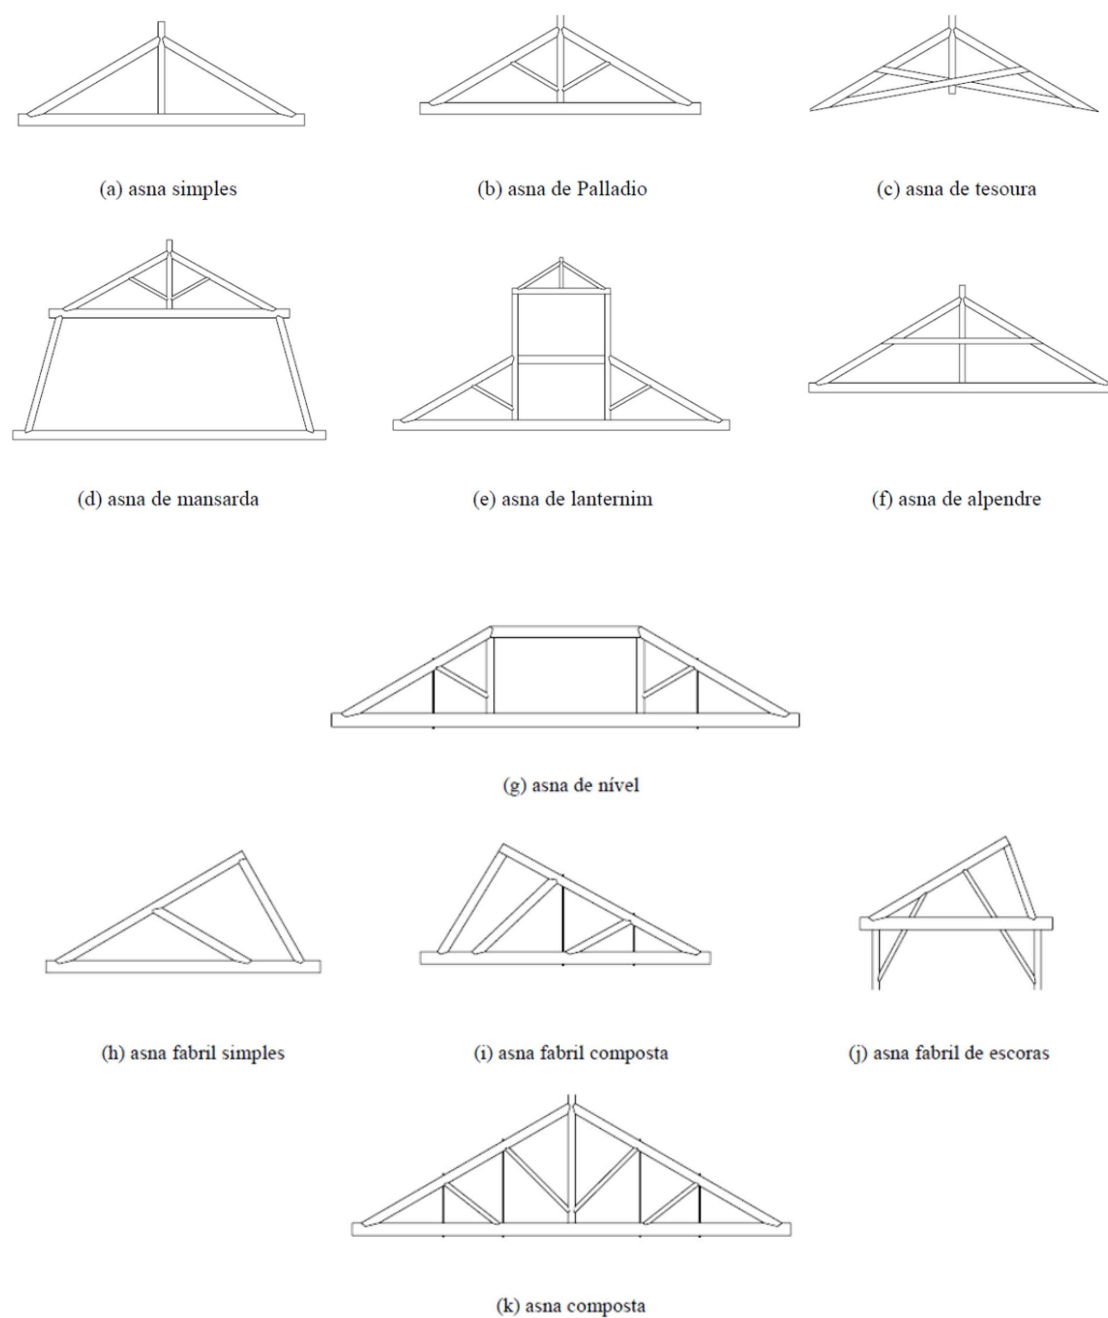 (a) asna simples
(b) asna de Palladio
(c) asna de tesoura
(d) asna de mansarda
(e) asna de lanternim
(f) asna de alpendre
(g) asna de nível
(h) asna fabril simples
(i) asna fabril composta
(j) asna fabril de escoras
(k) asna composta